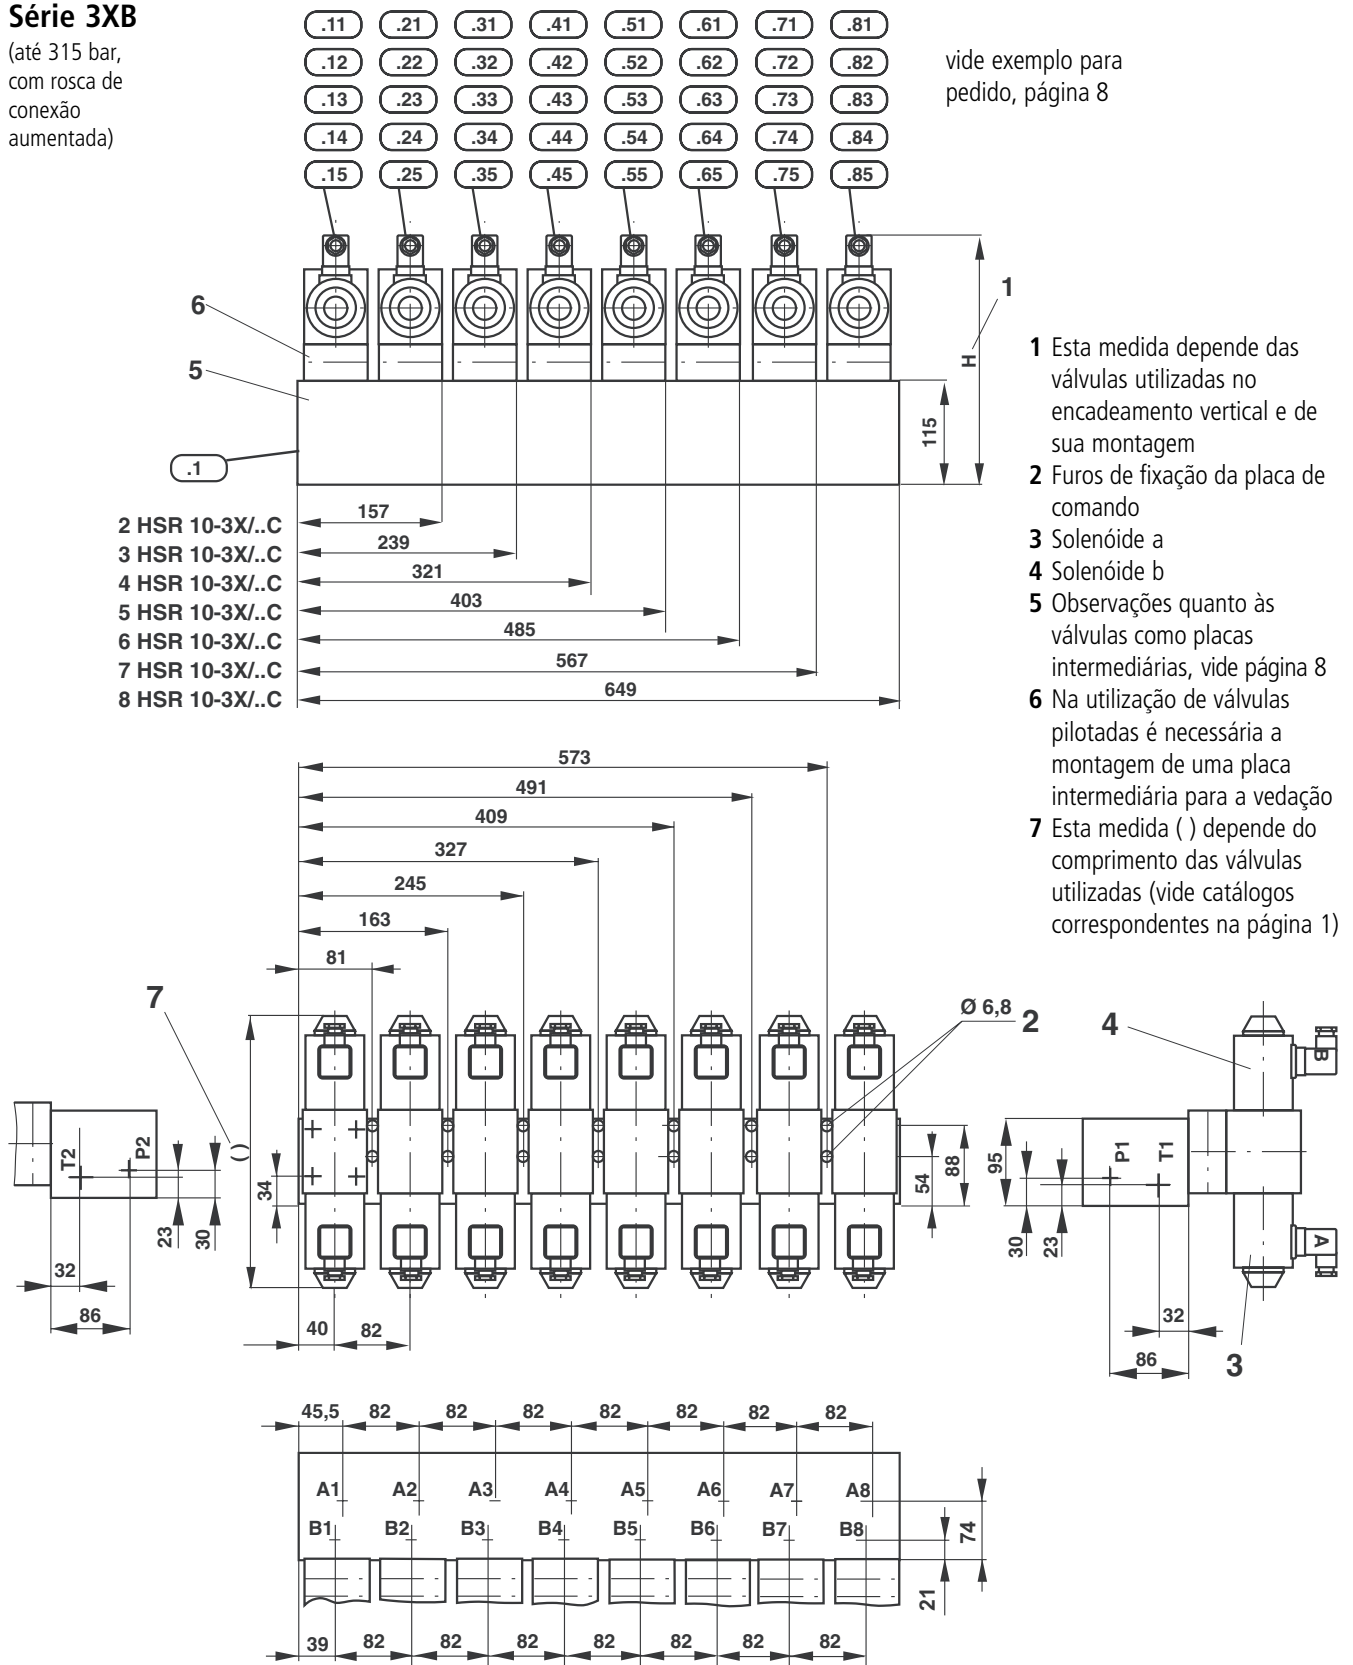 Série 3XB
(até 315 bar,
com rosca de
conexão
aumentada)
.11 .21 .31 .41 .51 .61 .71 .81
.12 .22 .32 .42 .52 .62 .72 .82
.13 .23 .33 .43 .53 .63 .73 .83
.14 .24 .34 .44 .54 .64 .74 .84
.15 .25 .35 .45 .55 .65 .75 .85
vide exemplo para
pedido, página 8
6
5
.1
1
H
115
2 HSR 10-3X/..C 157
3 HSR 10-3X/..C 239
4 HSR 10-3X/..C 321
5 HSR 10-3X/..C 403
6 HSR 10-3X/..C 485
7 HSR 10-3X/..C 567
8 HSR 10-3X/..C 649
1 Esta medida depende das
válvulas utilizadas no
encadeamento vertical e de
sua montagem
2 Furos de fixação da placa de
comando
3 Solenóide a
4 Solenóide b
5 Observações quanto às
válvulas como placas
intermediárias, vide página 8
6 Na utilização de válvulas
pilotadas é necessária a
montagem de uma placa
intermediária para a vedação
7 Esta medida ( ) depende do
comprimento das válvulas
utilizadas (vide catálogos
correspondentes na página 1)
573
491
409
327
245
163
81
7
( )
Ø 6,8 2
34
54
88
40 82
T2
P2
23
30
32
86
4
B
95
P1
T1
30
23
A
32
86
3
45,5 82 82 82 82 82 82 82
A1 A2 A3 A4 A5 A6 A7 A8
B1 B2 B3 B4 B5 B6 B7 B8
74
21
39 82 82 82 82 82 82 82